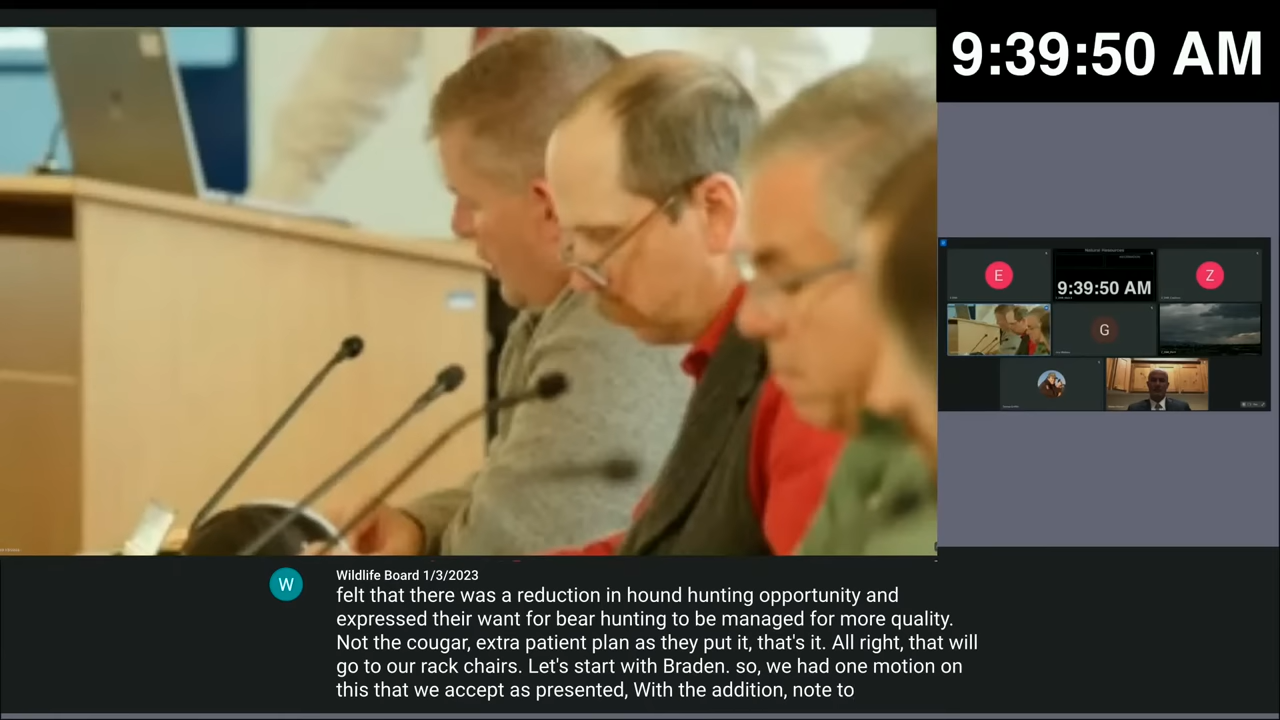 9:39:50 AM
E
9:39:50 AM
Z
G
W
Wildlife Board 1/3/2023
felt that there was a reduction in hound hunting opportunity and
expressed their want for bear hunting to be managed for more quality.
Not the cougar, extra patient plan as they put it, that's it. All right, that will
go to our rack chairs. Let's start with Braden. so, we had one motion on
this that we accept as presented, With the addition, note to